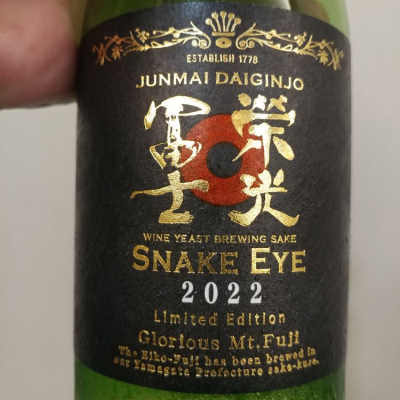 ESTABLISH 1778
JUNMAI DAIGINJO
栄光
冨士
WINE YEAST BREWING SAKE
SNAKE EYE
2022
Limited Edition
Glorious Mt.Fuji
The Eiko-Fuji has been brewed in
our Yamagata Prefecture sake-kura.